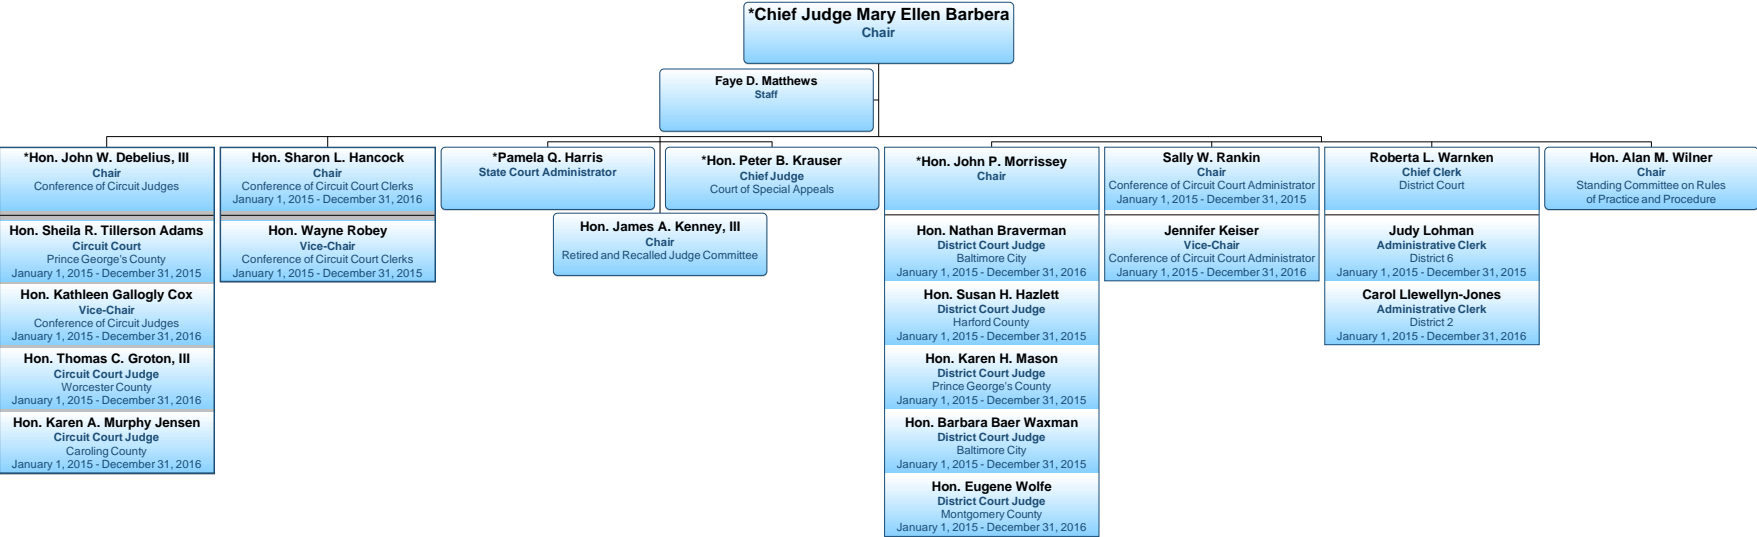 *Chief Judge Mary Ellen Barbera
Chair
Faye D. Matthews
Staff
*Hon. John W. Debelius, III
Chair
Conference of Circuit Judges
Hon. Sheila R. Tillerson Adams
Circuit Court
Prince George's County
January 1, 2015 - December 31, 2015
Hon. Kathleen Gallogly Cox
Vice-Chair
Conference of Circuit Judges
January 1, 2015 - December 31, 2016
Hon. Thomas C. Groton, III
Circuit Court Judge
Worcester County
January 1, 2015 - December 31, 2016
Hon. Karen A. Murphy Jensen
Circuit Court Judge
Caroling County
January 1, 2015 - December 31, 2016
Hon. Sharon L. Hancock
Chair
Conference of Circuit Court Clerks
January 1, 2015 - December 31, 2016
Hon. Wayne Robey
Vice-Chair
Conference of Circuit Court Clerks
January 1, 2015 - December 31, 2015
*Pamela Q. Harris
State Court Administrator
*Hon. Peter B. Krauser
Chief Judge
Court of Special Appeals
Hon. James A. Kenney, III
Chair
Retired and Recalled Judge Committee
*Hon. John P. Morrissey
Chair
Hon. Nathan Braverman
District Court Judge
Baltimore City
January 1, 2015 - December 31, 2016
Hon. Susan H. Hazlett
District Court Judge
Harford County
January 1, 2015 - December 31, 2015
Hon. Karen H. Mason
District Court Judge
Prince George's County
January 1, 2015 - December 31, 2015
Hon. Barbara Baer Waxman
District Court Judge
Baltimore City
January 1, 2015 - December 31, 2015
Hon. Eugene Wolfe
District Court Judge
Montgomery County
January 1, 2015 - December 31, 2016
Sally W. Rankin
Chair
Conference of Circuit Court Administrator
January 1, 2015 - December 31, 2015
Jennifer Keiser
Vice-Chair
Conference of Circuit Court Administrator
January 1, 2015 - December 31, 2016
Roberta L. Warnken
Chief Clerk
District Court
Judy Lohman
Administrative Clerk
District 6
January 1, 2015 - December 31, 2015
Carol Llewellyn-Jones
Administrative Clerk
District 2
January 1, 2015 - December 31, 2016
Hon. Alan M. Wilner
Chair
Standing Committee on Rules
of Practice and Procedure